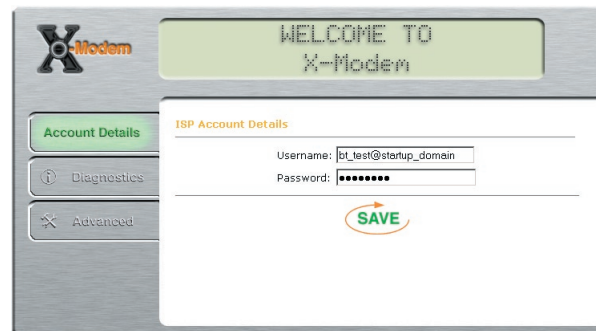 X-Modem
WELCOME TO
X-Modem
Account Details
Diagnostics
Advanced
ISP Account Details
Username: bt_test@startup_domain
Password: ••••••••
SAVE